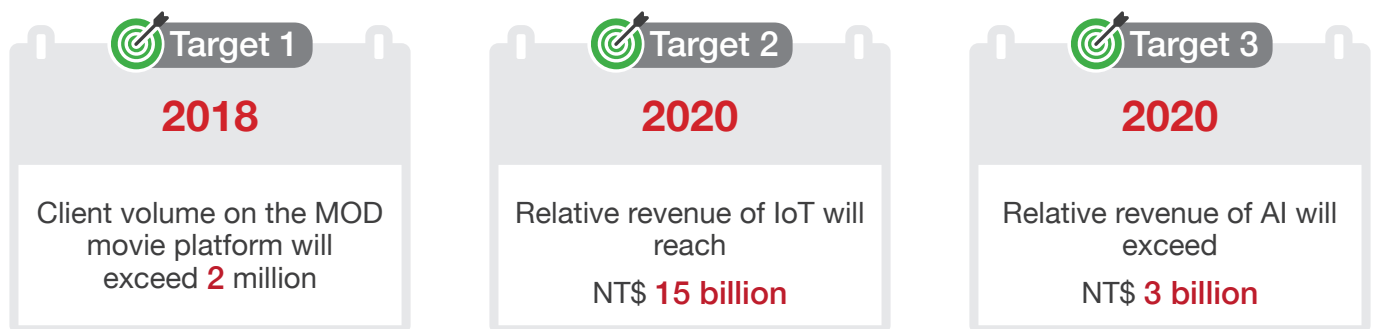 Target 1
2018
Client volume on the MOD
movie platform will
exceed 2 million
Target 2
2020
Relative revenue of IoT will
reach
NT$ 15 billion
Target 3
2020
Relative revenue of AI will
exceed
NT$ 3 billion